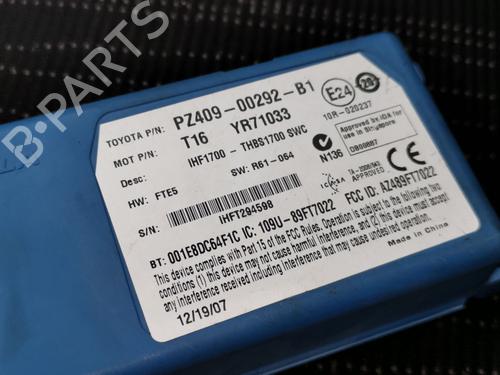 TOYOTA P/N: PZ409-00292-B1
MOT P/N: T16 YR71033
Desc: IHF1700 - THBS1700 SWC
SW: R61-064
HW: FTE5
S/N: IHFT294598
BT: 001E8DC64F1C IC: 109U-89FT7022 FCC ID: AZ489FT7022
This device complies with Part 15 of the FCC Rules. Operation is subject to the following two
conditions (1) this device may not cause harmful interference, and (2) this device must accept any
interference received, including interference that may cause undesired operation.
12/19/07
Made in China
E24
10R-020237
N136
Approved by IDA for
use in Singapore
ICASA
B-PARTS